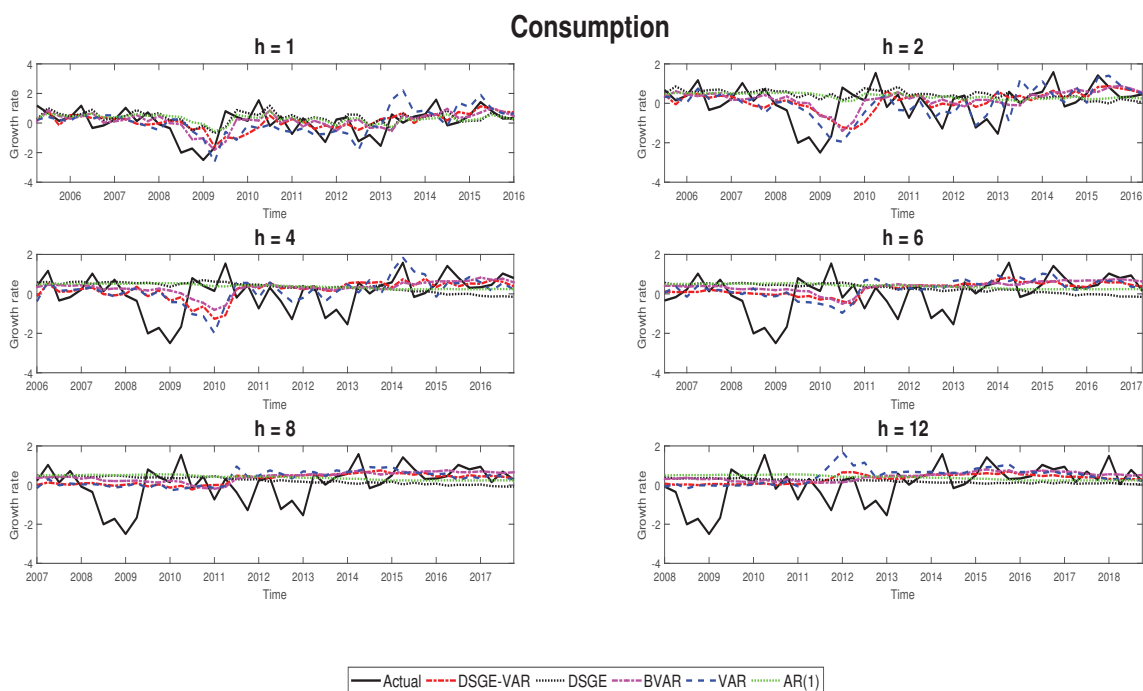 Consumption
h = 1
4
2
0
-2
-4
Growth rate
2006 2007 2008 2009 2010 2011 2012 2013 2014 2015 2016
Time
h = 2
2
0
-2
-4
Growth rate
2006 2007 2008 2009 2010 2011 2012 2013 2014 2015 2016
Time
h = 4
2
0
-2
-4
Growth rate
2006 2007 2008 2009 2010 2011 2012 2013 2014 2015 2016
Time
h = 6
2
0
-2
-4
Growth rate
2007 2008 2009 2010 2011 2012 2013 2014 2015 2016 2017
Time
h = 8
2
0
-2
-4
Growth rate
2007 2008 2009 2010 2011 2012 2013 2014 2015 2016 2017
Time
h = 12
2
0
-2
-4
Growth rate
2008 2009 2010 2011 2012 2013 2014 2015 2016 2017 2018
Time
Actual DSGE-VAR DSGE BVAR VAR AR(1)